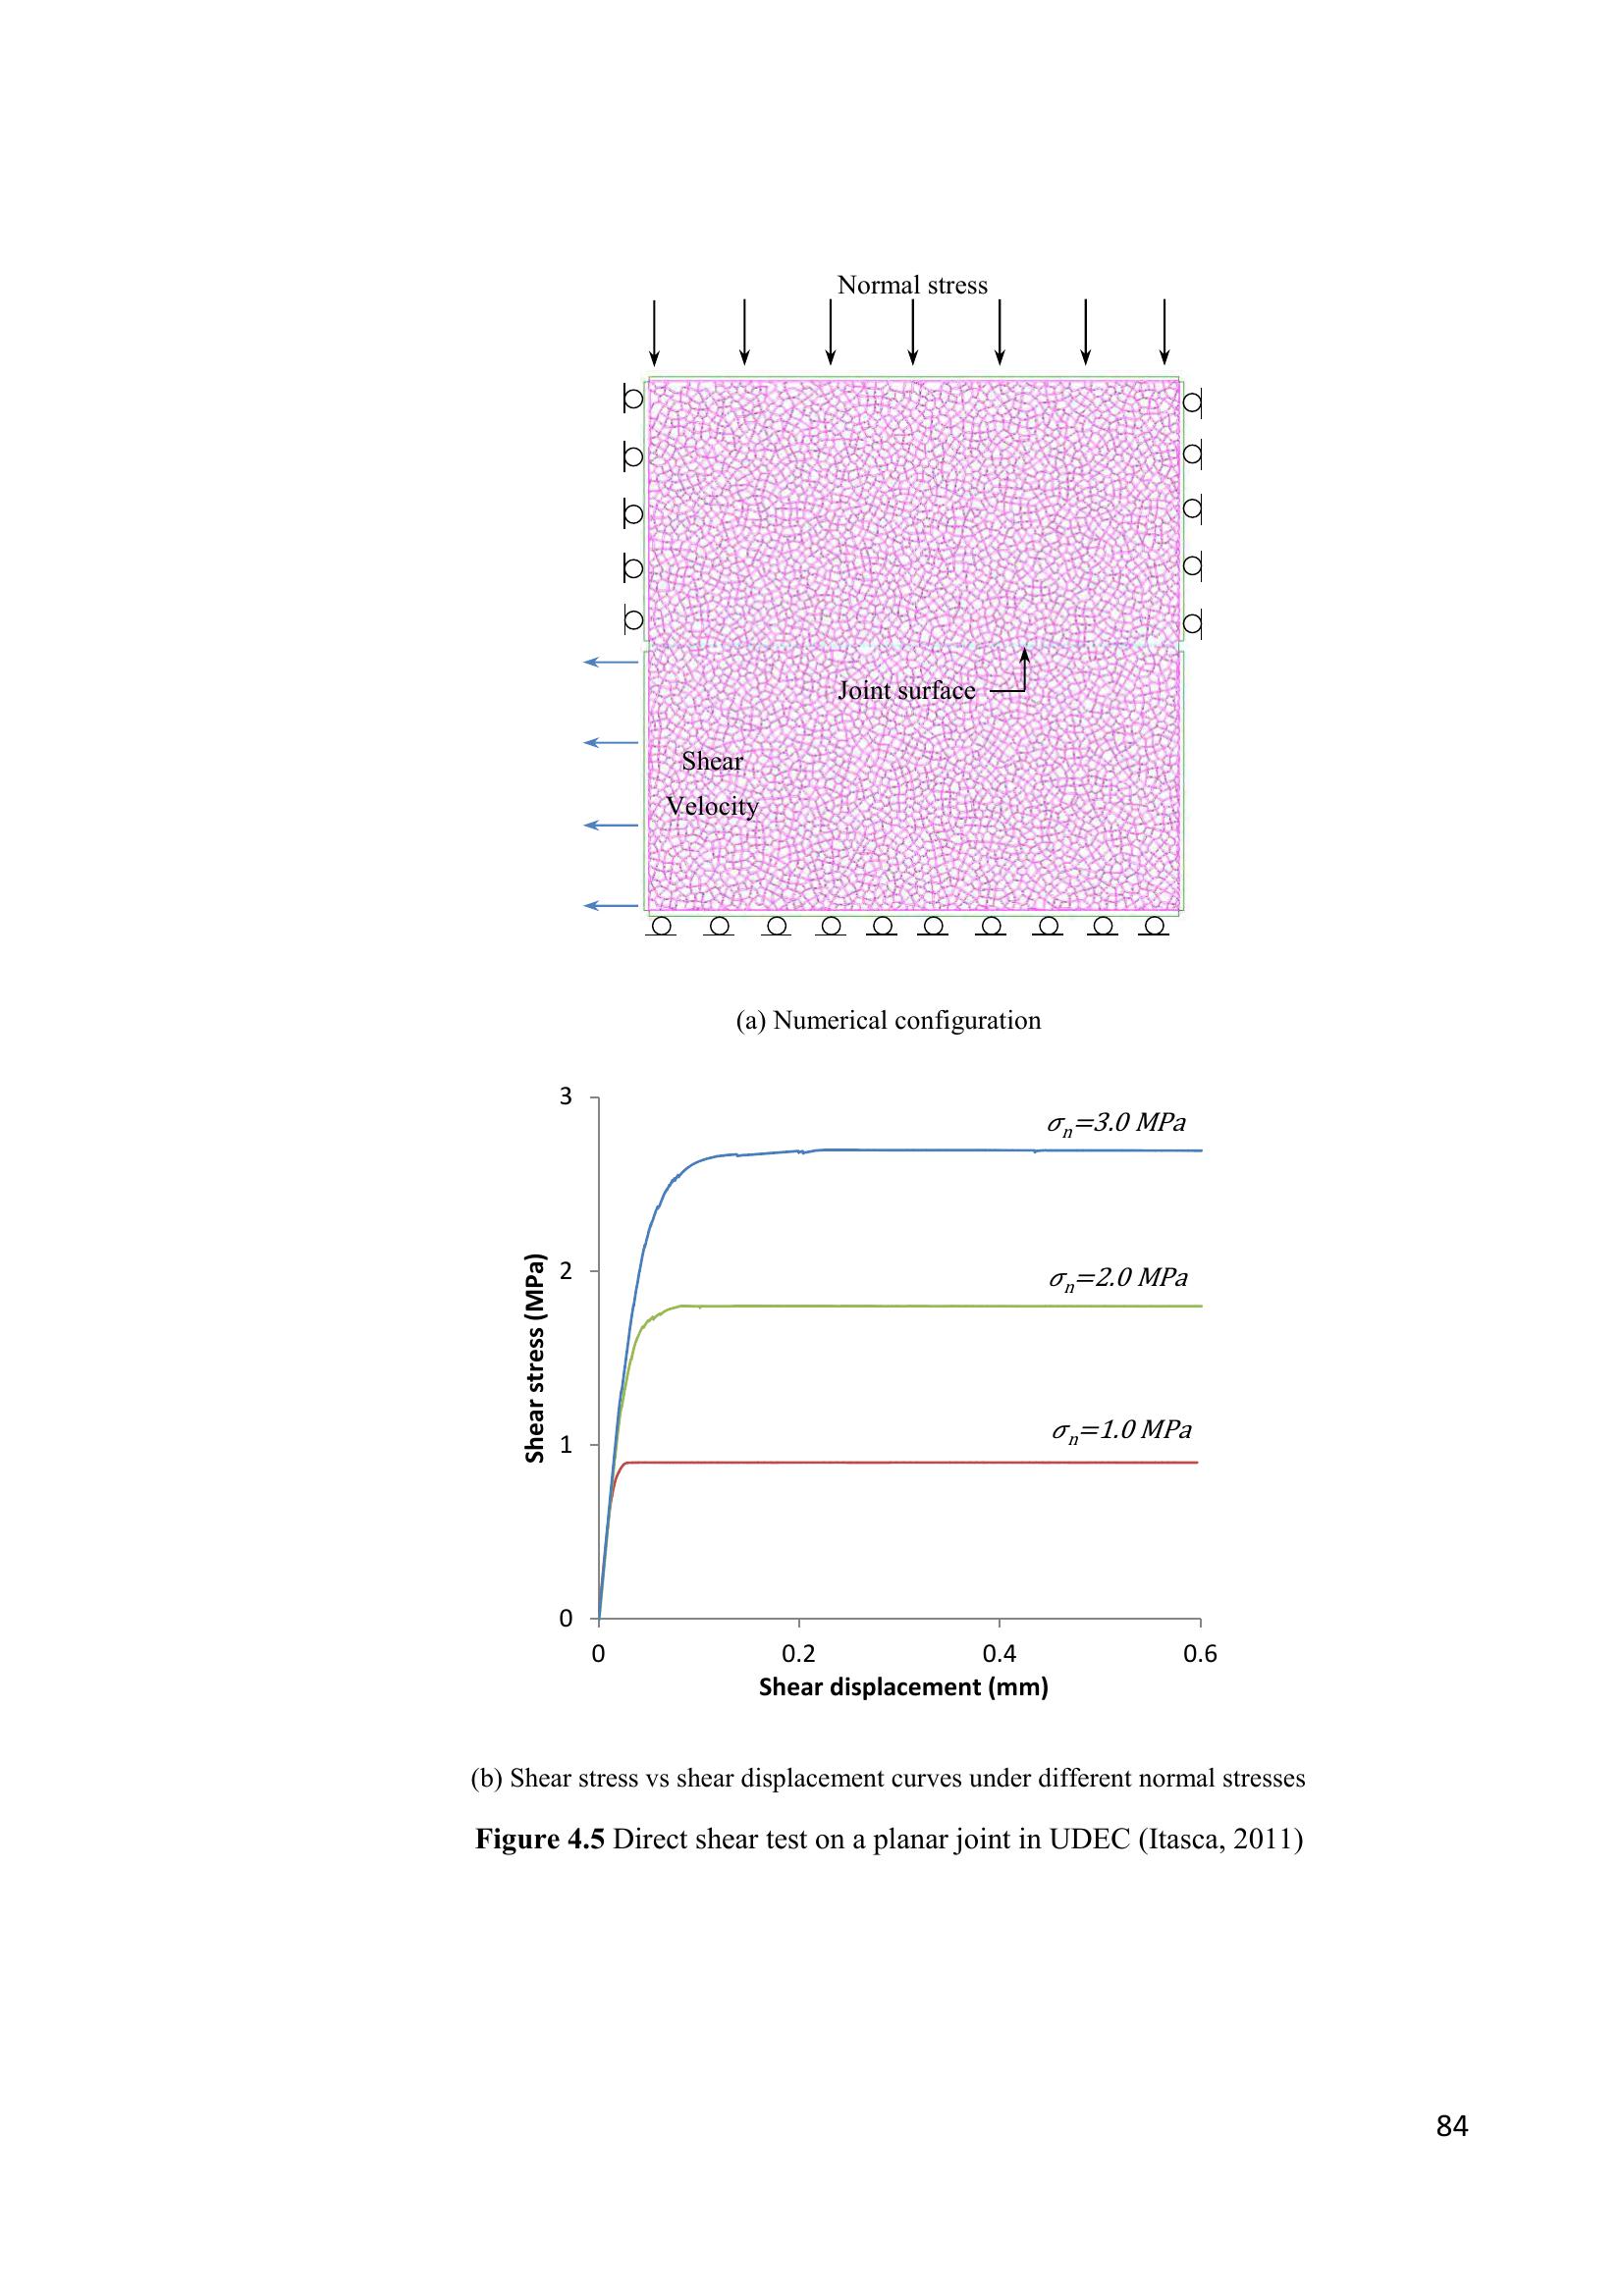 Normal stress
Joint surface
Shear
Velocity
(a) Numerical configuration
3
σn=3.0 MPa
2
σn=2.0 MPa
Shear stress (MPa)
σn=1.0 MPa
1
0
0 0.2 0.4 0.6
Shear displacement (mm)
(b) Shear stress vs shear displacement curves under different normal stresses
Figure 4.5 Direct shear test on a planar joint in UDEC (Itasca, 2011)
84